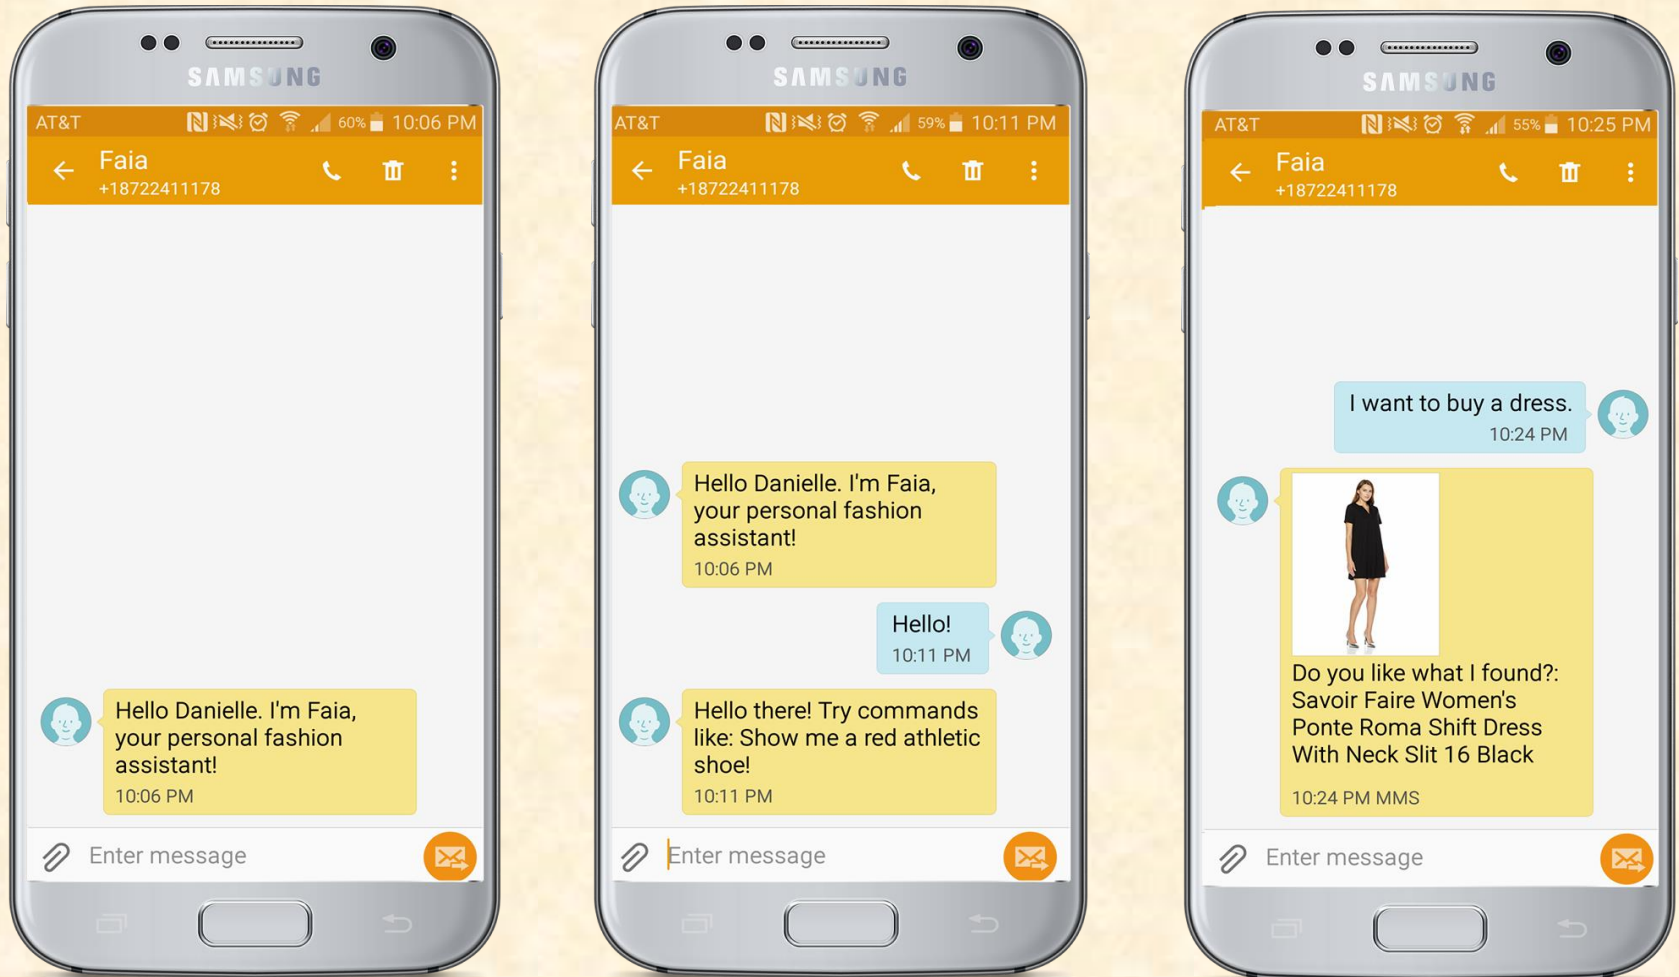 SAMSUNG
AT&T 60% 10:06 PM
Faia
+18722411178
Hello Danielle. I'm Faia,
your personal fashion
assistant!
10:06 PM
Enter message
SAMSUNG
AT&T 59% 10:11 PM
Faia
+18722411178
Hello Danielle. I'm Faia,
your personal fashion
assistant!
10:06 PM
Hello!
10:11 PM
Hello there! Try commands
like: Show me a red athletic
shoe!
10:11 PM
Enter message
SAMSUNG
AT&T 55% 10:25 PM
Faia
+18722411178
I want to buy a dress.
10:24 PM
Do you like what I found?:
Savoir Faire Women's
Ponte Roma Shift Dress
With Neck Slit 16 Black
10:24 PM MMS
Enter message